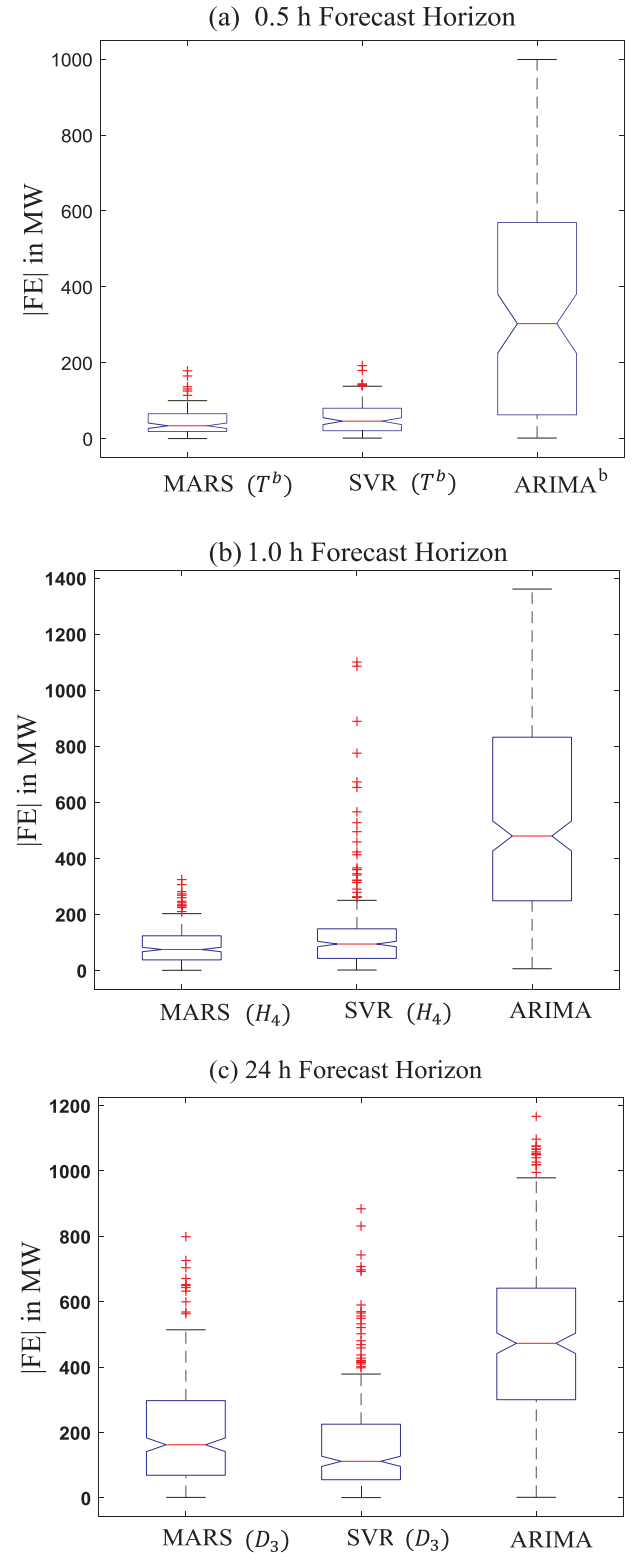 (a) 0.5 h Forecast Horizon
1000
800
600
400
200
0
|FE| in MW
MARS (T^b) SVR (T^b) ARIMA^b
(b) 1.0 h Forecast Horizon
1400
1200
1000
800
600
400
200
0
|FE| in MW
MARS (H_4) SVR (H_4) ARIMA
(c) 24 h Forecast Horizon
1200
1000
800
600
400
200
0
|FE| in MW
MARS (D_3) SVR (D_3) ARIMA